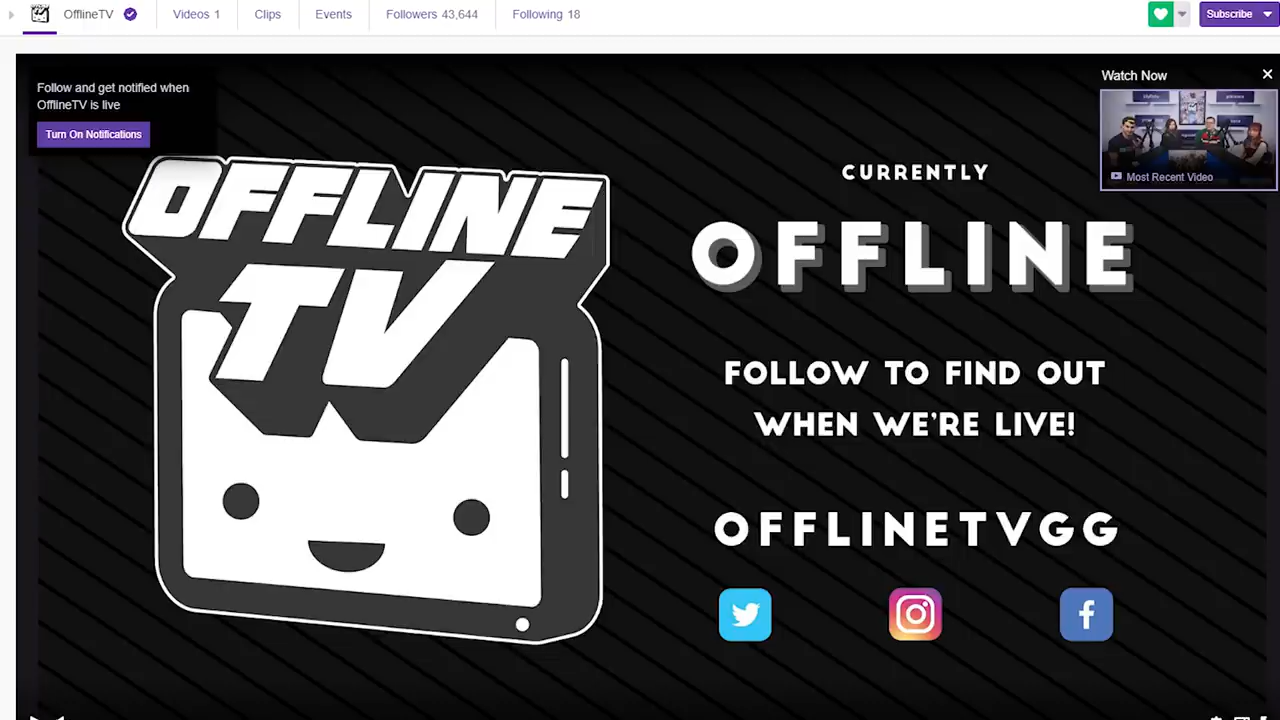 OfflineTV
Videos 1
Clips
Events
Followers 43,644
Following 18
Subscribe
Follow and get notified when
OfflineTV is live
Turn On Notifications
Watch Now
Most Recent Video
OFFLINE
TV
CURRENTLY
OFFLINE
FOLLOW TO FIND OUT
WHEN WE'RE LIVE!
OFFLINETVGG